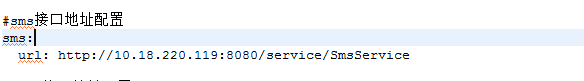 #sms接口地址配置
sms:
  url: http://10.18.220.119:8080/service/SmsService